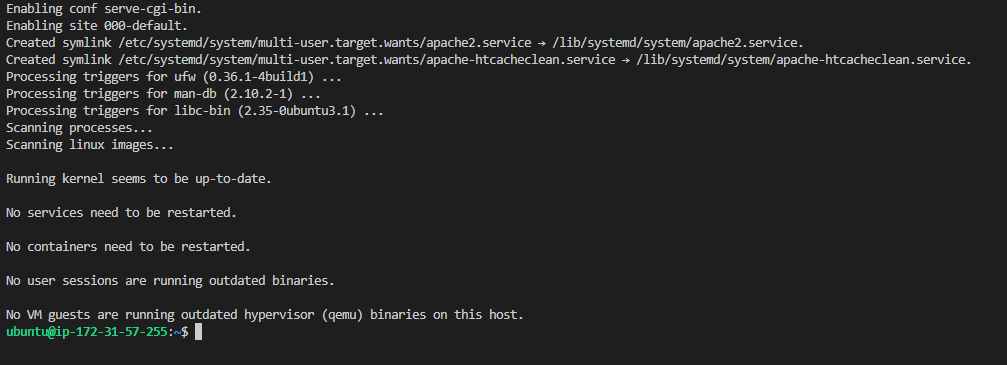 Enabling conf serve-cgi-bin.
Enabling site 000-default.
Created symlink /etc/systemd/system/multi-user.target.wants/apache2.service → /lib/systemd/system/apache2.service.
Created symlink /etc/systemd/system/multi-user.target.wants/apache-htcacheclean.service → /lib/systemd/system/apache-htcacheclean.service.
Processing triggers for ufw (0.36.1-4build1) ...
Processing triggers for man-db (2.10.2-1) ...
Processing triggers for libc-bin (2.35-0ubuntu3.1) ...
Scanning processes...
Scanning linux images...
Running kernel seems to be up-to-date.
No services need to be restarted.
No containers need to be restarted.
No user sessions are running outdated binaries.
No VM guests are running outdated hypervisor (qemu) binaries on this host.
ubuntu@ip-172-31-57-255:~$